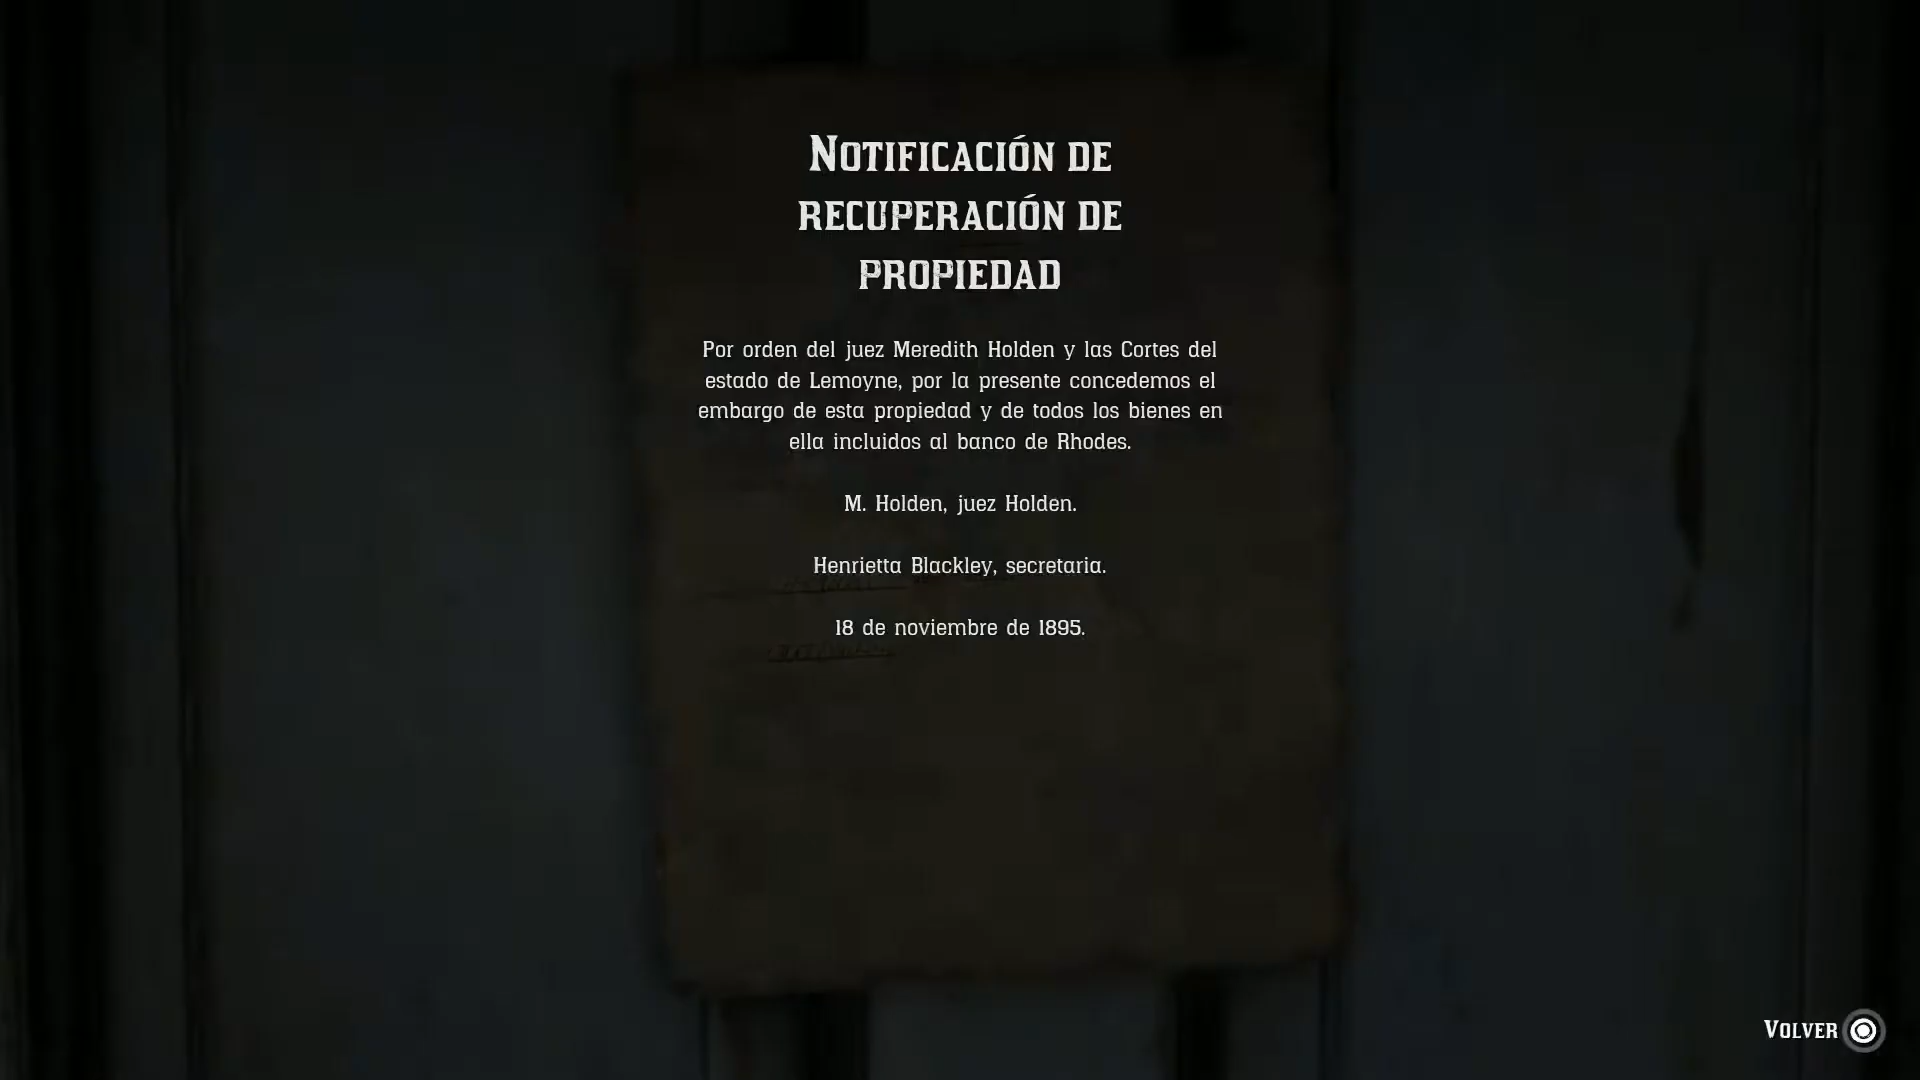 NOTIFICACIÓN DE
RECUPERACIÓN DE
PROPIEDAD
Por orden del juez Meredith Holden y las Cortes del
estado de Lemoyne, por la presente concedemos el
embargo de esta propiedad y de todos los bienes en
ella incluidos al banco de Rhodes.
M. Holden, juez Holden.
Henrietta Blackley, secretaria.
18 de noviembre de 1895.
VOLVER